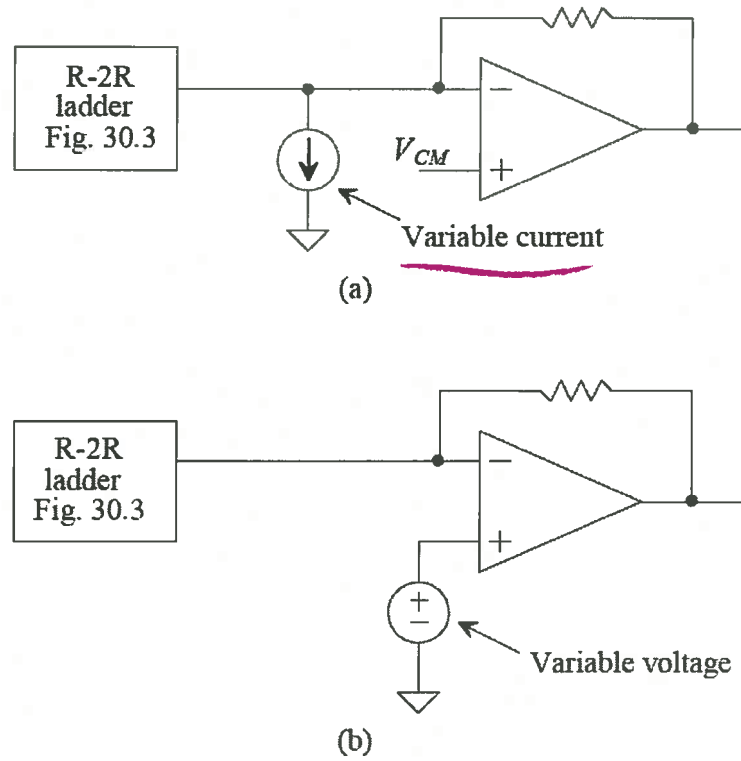 R-2R
ladder
Fig. 30.3
−
V_CM
+
Variable current
(a)
R-2R
ladder
Fig. 30.3
−
+
+
−
Variable voltage
(b)